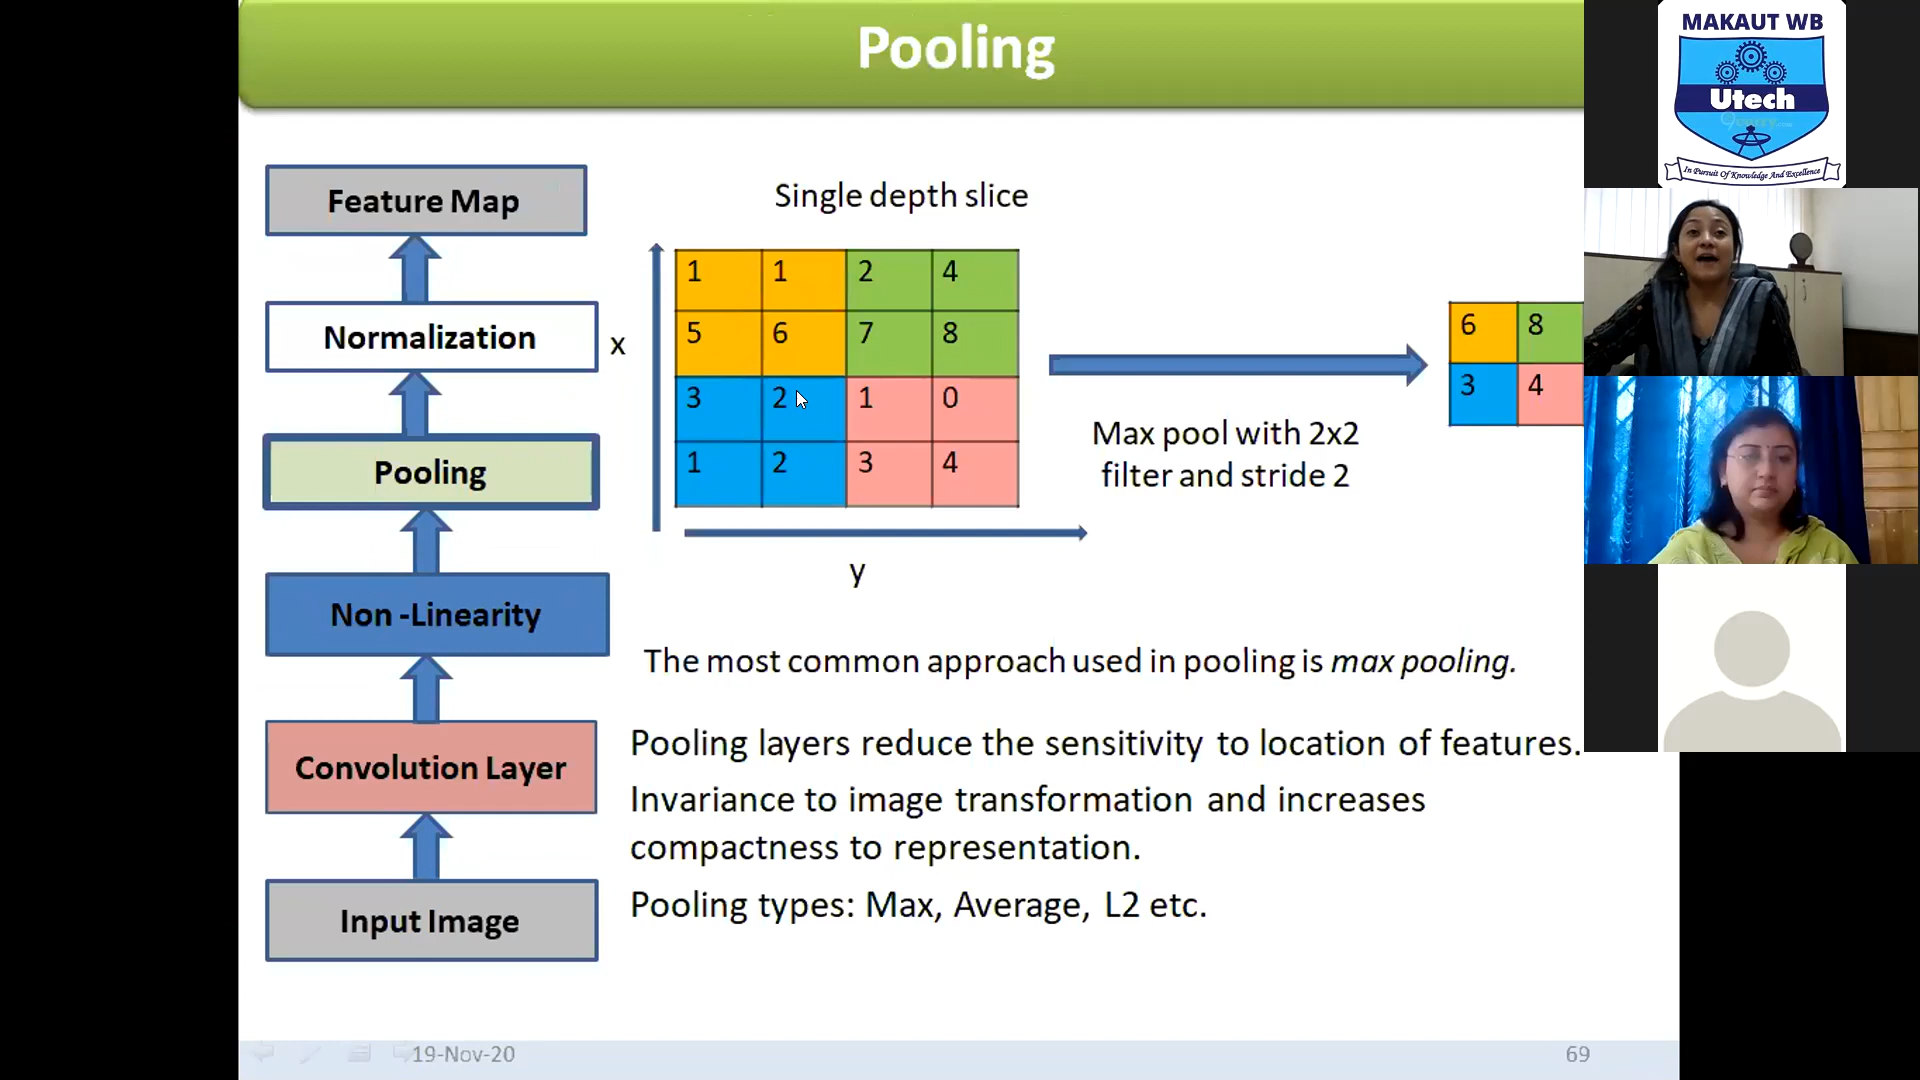 Pooling
MAKAUT WB
Utech
In Pursuit Of Knowledge And Excellence
Feature Map
Normalization
Pooling
Non -Linearity
Convolution Layer
Input Image
Single depth slice
x
1 1 2 4
5 6 7 8
3 2 1 0
1 2 3 4
y
Max pool with 2x2
filter and stride 2
6 8
3 4
The most common approach used in pooling is max pooling.
Pooling layers reduce the sensitivity to location of features.
Invariance to image transformation and increases
compactness to representation.
Pooling types: Max, Average, L2 etc.
19-Nov-20
69